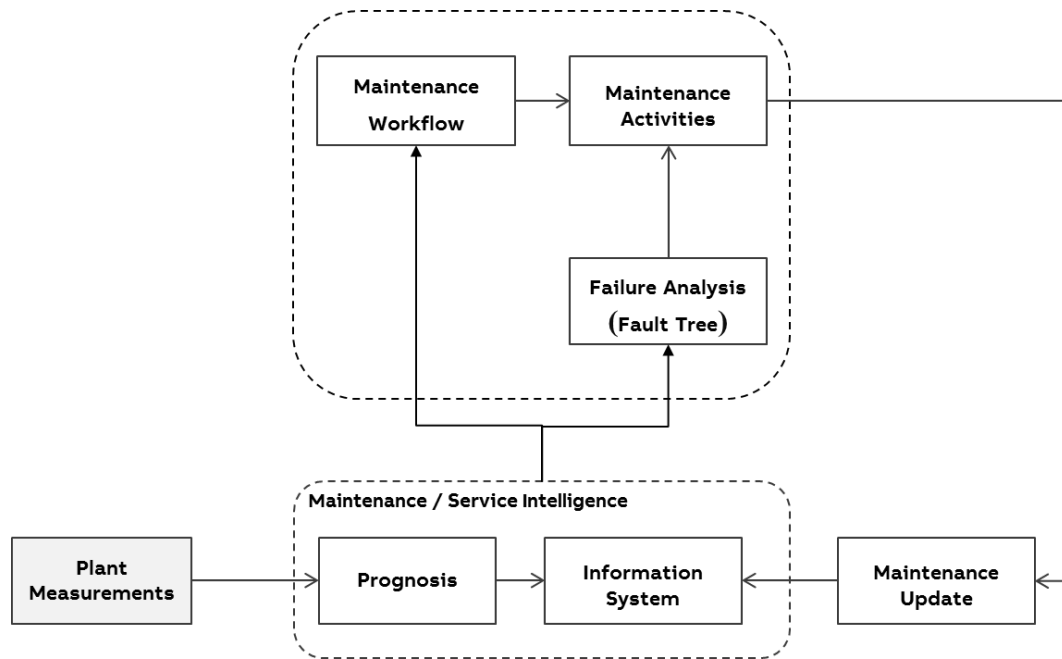 Maintenance
Workflow
Maintenance
Activities
Failure Analysis
(Fault Tree)
Maintenance / Service Intelligence
Plant
Measurements
Prognosis
Information
System
Maintenance
Update